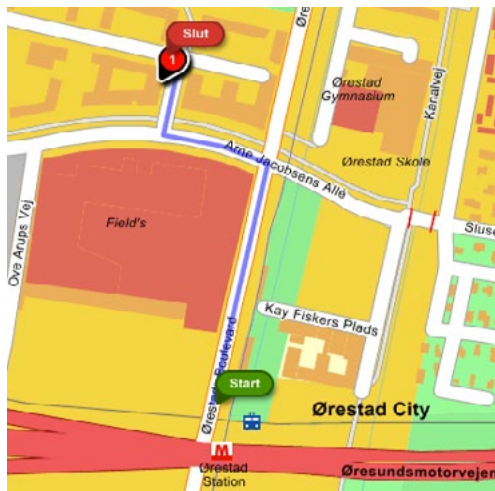 Slut
Øre
1
Ørestad
Gymnasium
Kanalvej
Arne Jacobsens Allé
Ørestad Skole
Ove Arups Vej
Field's
Sluse
Kay Fiskers Plads
Ørestads Boulevard
Start
Ørestad City
M
Ørestad
Station
Øresundsmotorvejen